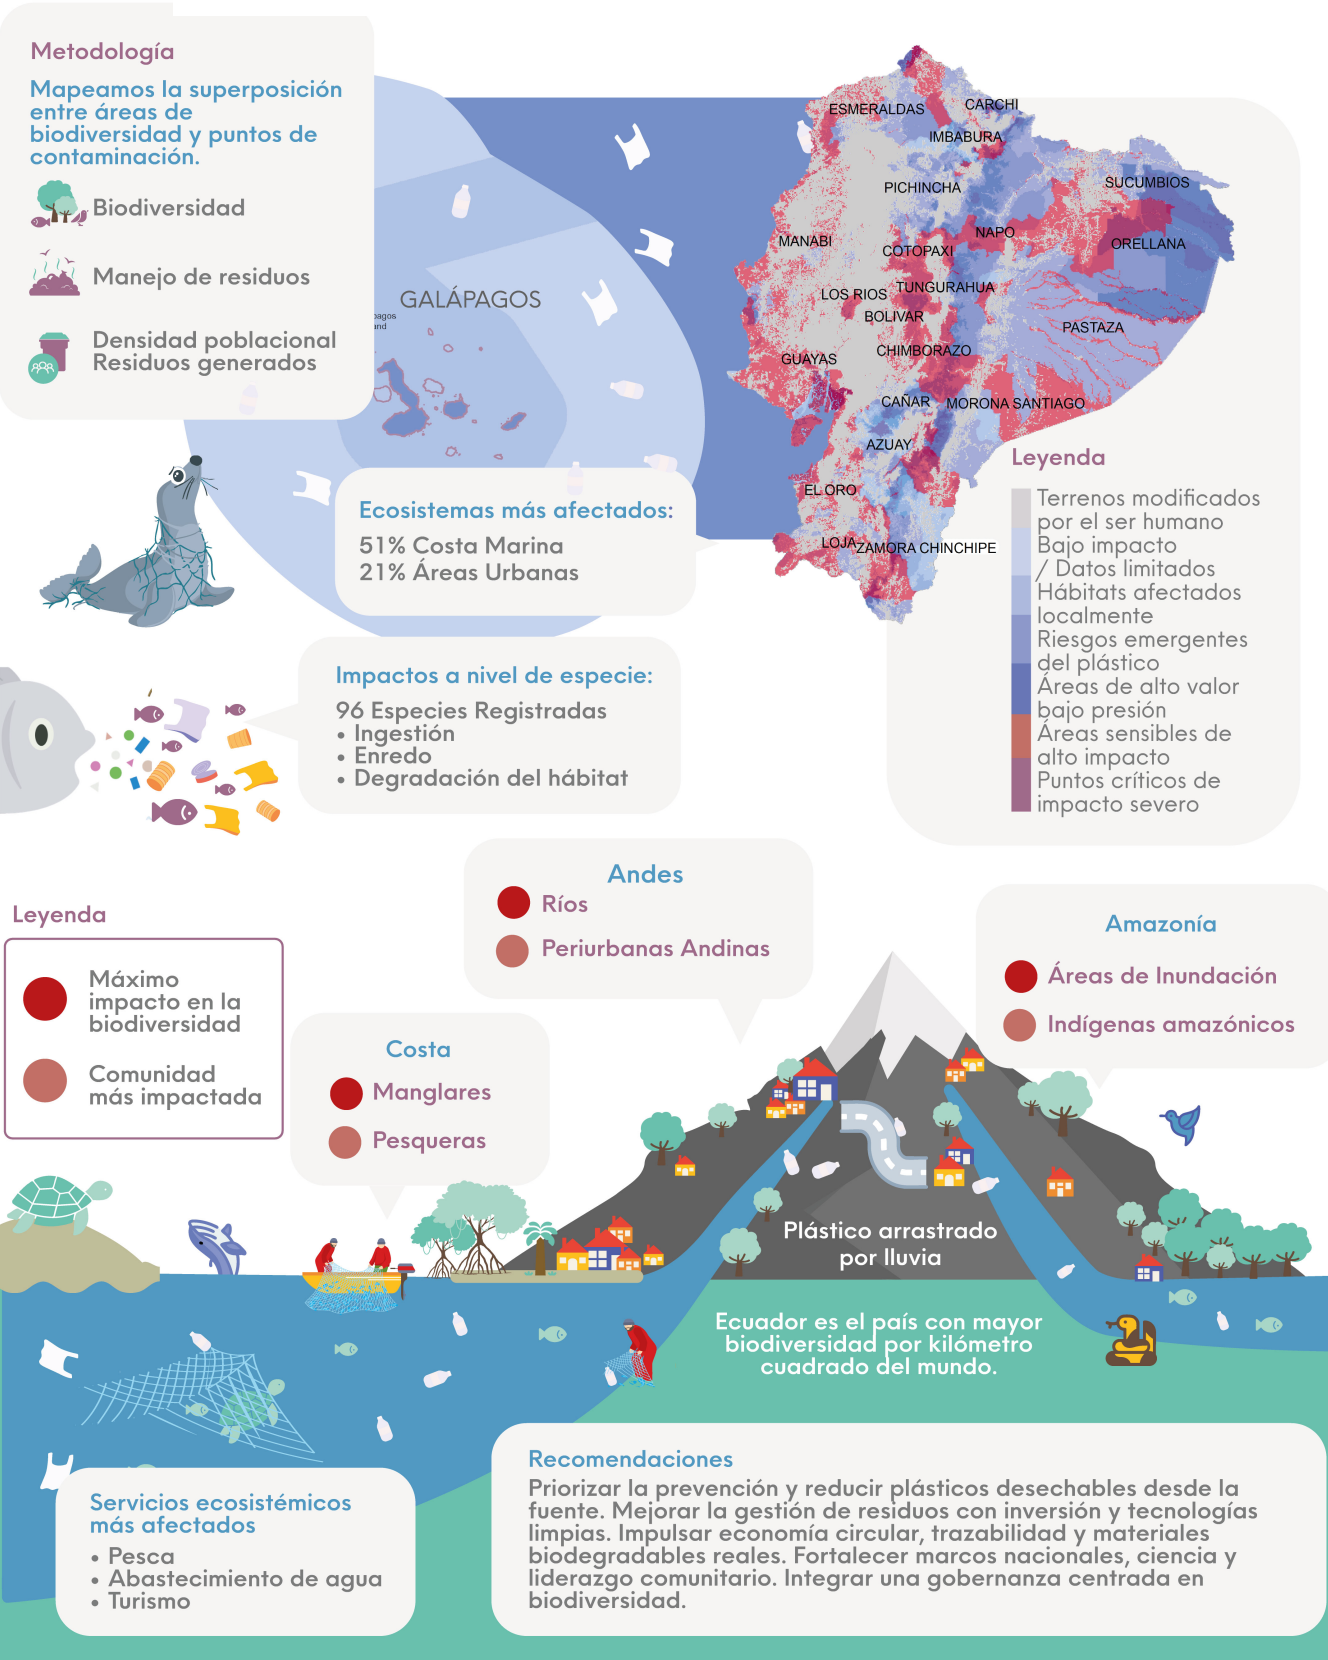 Metodología
Mapeamos la superposición
entre áreas de
biodiversidad y puntos de
contaminación.
Biodiversidad
Manejo de residuos
Densidad poblacional
Residuos generados
GALÁPAGOS
pagos
and
ESMERALDAS
CARCHI
IMBABURA
PICHINCHA
SUCUMBIOS
MANABI
NAPO
COTOPAXI
ORELLANA
TUNGURAHUA
LOS RIOS
BOLIVAR
PASTAZA
GUAYAS
CHIMBORAZO
CAÑAR
MORONA SANTIAGO
AZUAY
EL ORO
LOJA
ZAMORA CHINCHIPE
Leyenda
Terrenos modificados
por el ser humano
Bajo impacto
/ Datos limitados
Hábitats afectados
localmente
Riesgos emergentes
del plástico
Áreas de alto valor
bajo presión
Áreas sensibles de
alto impacto
Puntos críticos de
impacto severo
Ecosistemas más afectados:
51% Costa Marina
21% Áreas Urbanas
Impactos a nivel de especie:
96 Especies Registradas
• Ingestión
• Enredo
• Degradación del hábitat
Leyenda
Máximo
impacto en la
biodiversidad
Comunidad
más impactada
Costa
Manglares
Pesqueras
Andes
Ríos
Periurbanas Andinas
Amazonía
Áreas de Inundación
Indígenas amazónicos
Plástico arrastrado
por lluvia
Ecuador es el país con mayor
biodiversidad por kilómetro
cuadrado del mundo.
Servicios ecosistémicos
más afectados
• Pesca
• Abastecimiento de agua
• Turismo
Recomendaciones
Priorizar la prevención y reducir plásticos desechables desde la
fuente. Mejorar la gestión de residuos con inversión y tecnologías
limpias. Impulsar economía circular, trazabilidad y materiales
biodegradables reales. Fortalecer marcos nacionales, ciencia y
liderazgo comunitario. Integrar una gobernanza centrada en
biodiversidad.